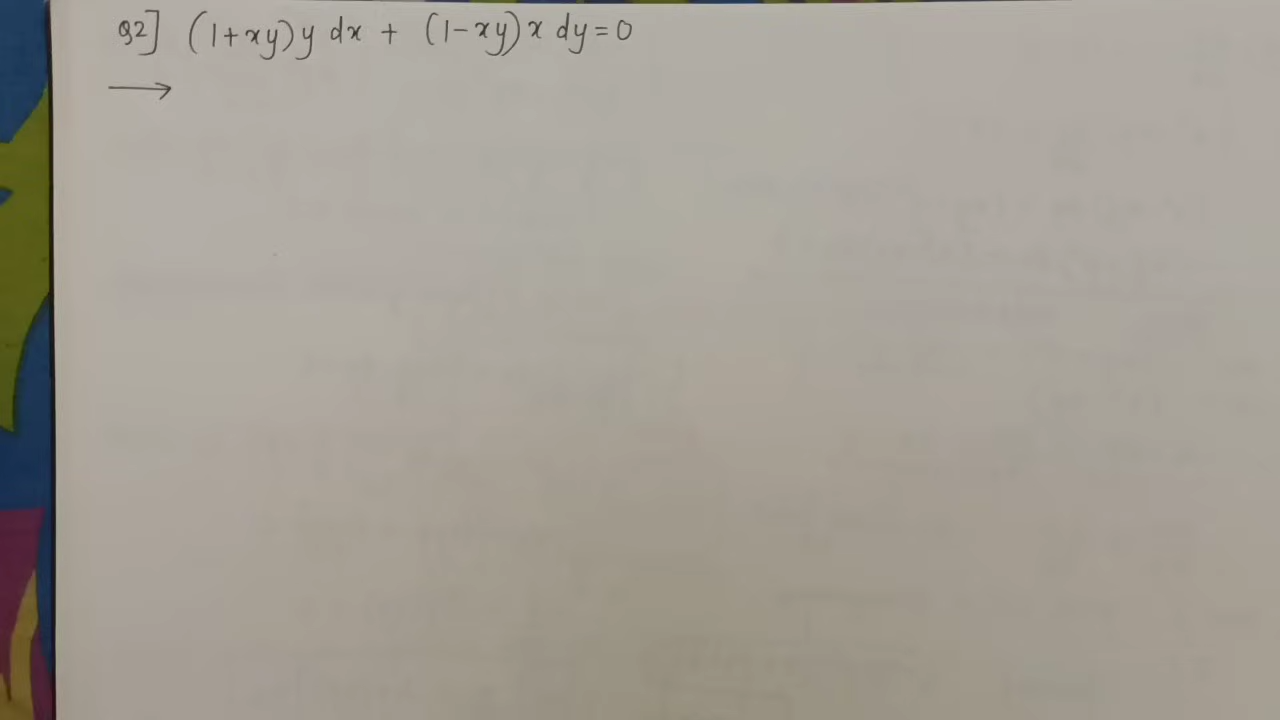 Q2] (1+xy)y dx + (1-xy)x dy=0
→